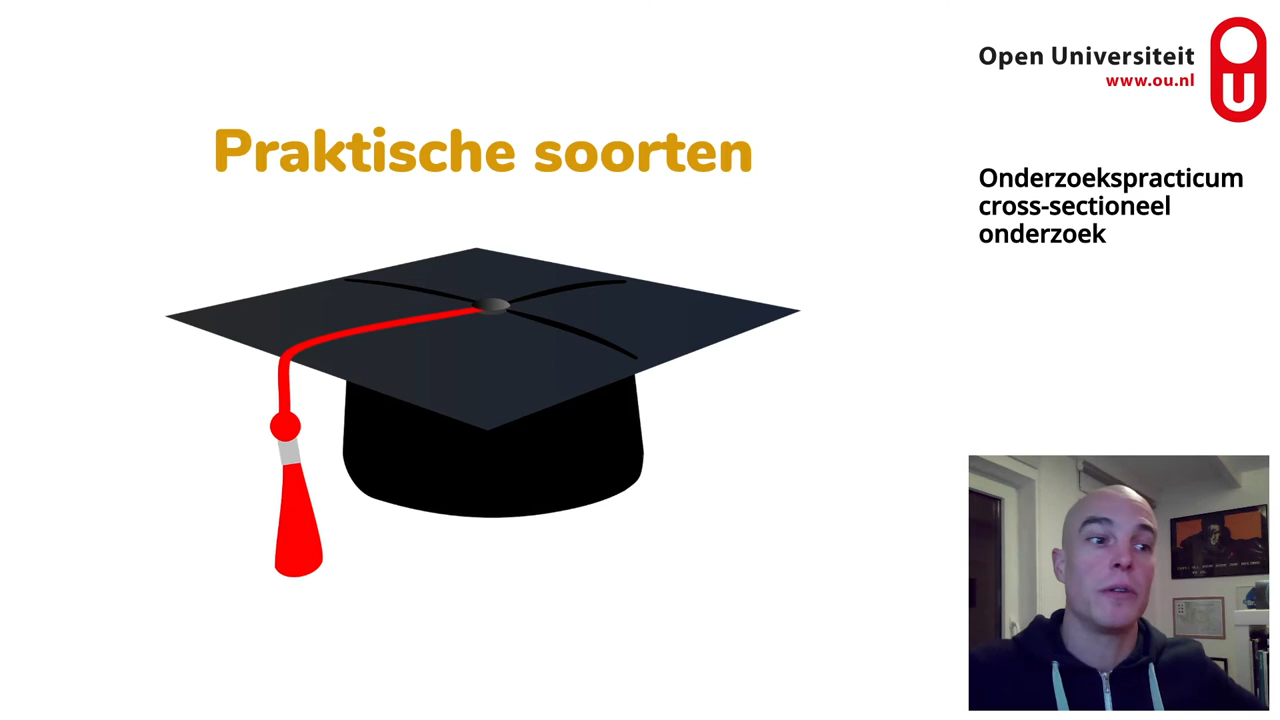 Praktische soorten
Open Universiteit
www.ou.nl
Onderzoekspracticum
cross-sectioneel
onderzoek